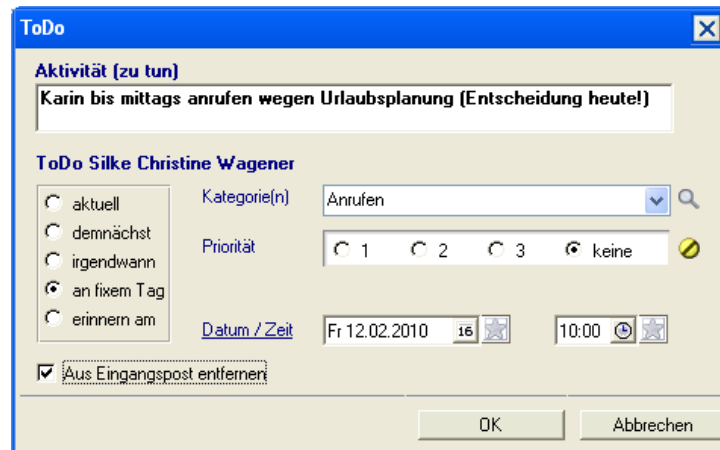 ToDo
Aktivität (zu tun)
Karin bis mittags anrufen wegen Urlaubsplanung (Entscheidung heute!)
ToDo Silke Christine Wagener
aktuell
demnächst
irgendwann
an fixem Tag
erinnern am
Kategorie(n) Anrufen
Priorität 1 2 3 keine
Datum / Zeit Fr 12.02.2010 16 10:00
Aus Eingangspost entfernen
OK Abbrechen